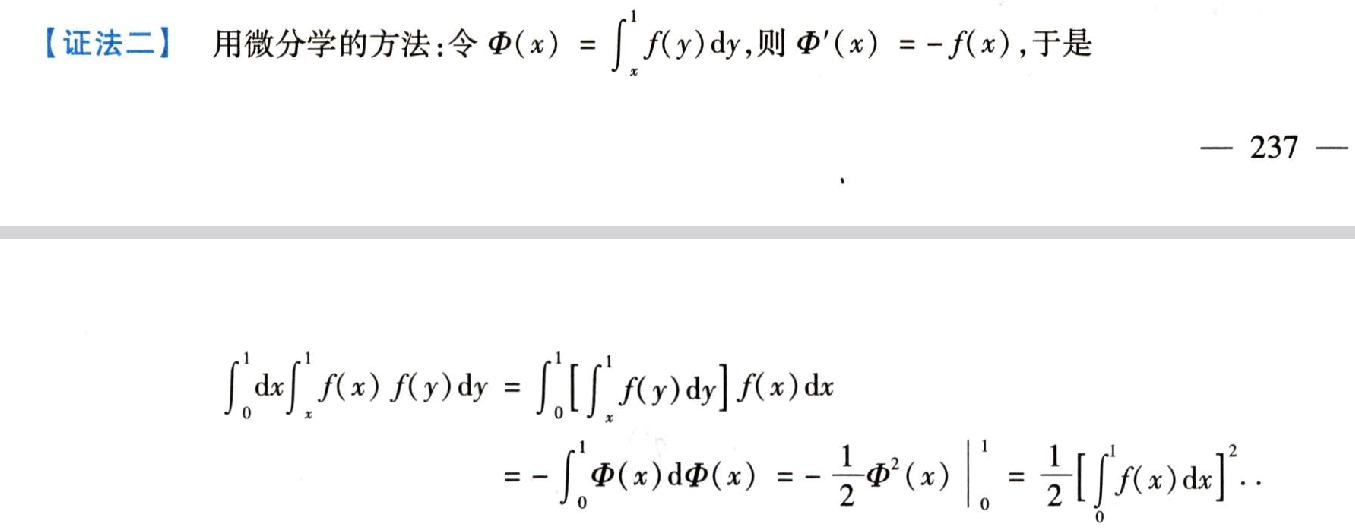 【证法二】 用微分学的方法:令 Φ(x) = ∫_x^1 f(y)dy,则 Φ′(x) = -f(x),于是
— 237 —
∫_0^1 dx∫_x^1 f(x) f(y)dy = ∫_0^1 [∫_x^1 f(y)dy] f(x)dx
= -∫_0^1 Φ(x)dΦ(x) = -1/2 Φ²(x) |_0^1 = 1/2 [∫_0^1 f(x)dx]²..